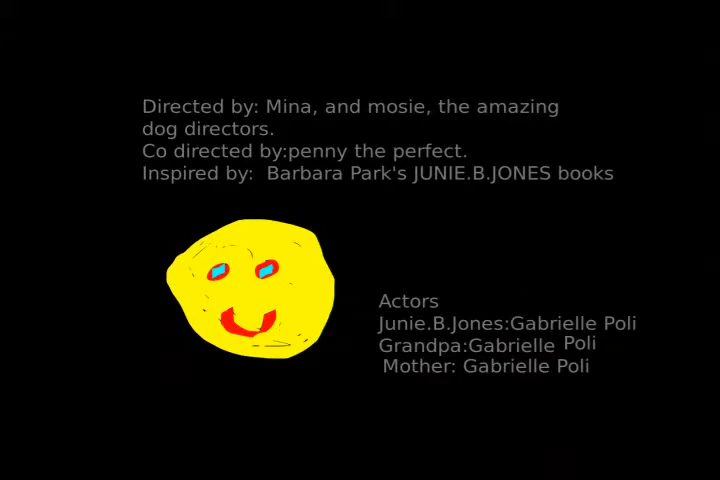 Directed by: Mina, and mosie, the amazing
dog directors.
Co directed by:penny the perfect.
Inspired by:  Barbara Park's JUNIE.B.JONES books
Actors
Junie.B.Jones:Gabrielle Poli
Grandpa:Gabrielle Poli
Mother: Gabrielle Poli